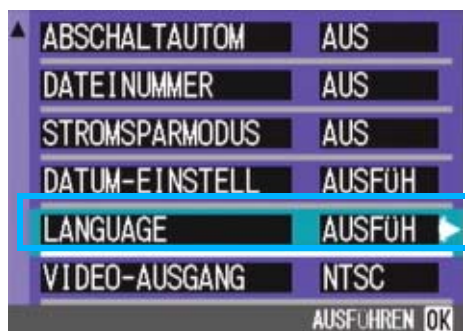 ABSCHALTAUTOM AUS
DATEINUMMER AUS
STROMSPARMODUS AUS
DATUM-EINSTELL AUSFÜH
LANGUAGE AUSFÜH
VIDEO-AUSGANG NTSC
AUSFÜHREN OK